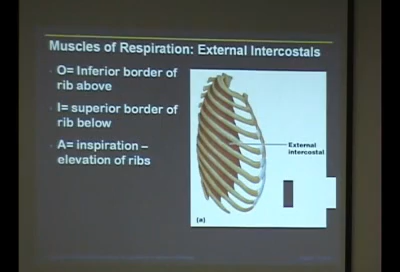 Muscles of Respiration: External Intercostals
O= Inferior border of
rib above
I= superior border of
rib below
A= inspiration –
elevation of ribs
External
intercostal
(a)